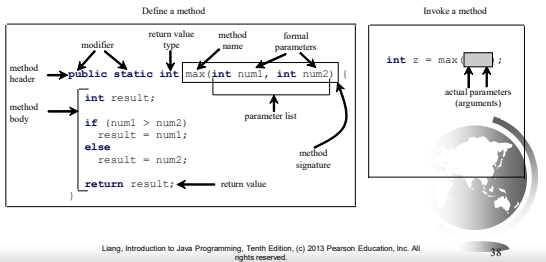 Define a method
Invoke a method
return value type
method name
formal parameters
modifier
method header
public static int max(int num1, int num2) {
int z = max( );
actual parameters (arguments)
method body
int result;
parameter list
if (num1 > num2)
result = num1;
else
result = num2;
method signature
return result;
return value
}
Liang, Introduction to Java Programming, Tenth Edition, (c) 2013 Pearson Education, Inc. All
rights reserved.
38